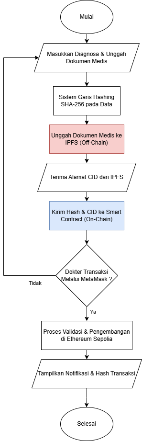 Mulai
Masukkan Diagnosa & Unggah
Dokumen Medis
Sistem Garis Hashing
SHA-256 pada Data
Unggah Dokumen Medis ke
IPFS (Off-Chain)
Terima Alamat CID dari IPFS
Kirim Hash & CID ke Smart
Contract (On-Chain)
Dokter Transaksi
Melalui MetaMask ?
Tidak
Ya
Proses Validasi & Pengembangan
di Ethereum Sepolia
Tampilkan Notifikasi & Hash Transaksi
Selesai